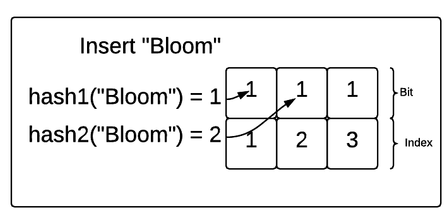 Insert "Bloom"
hash1("Bloom") = 1
hash2("Bloom") = 2
1 1 1 Bit
1 2 3 Index